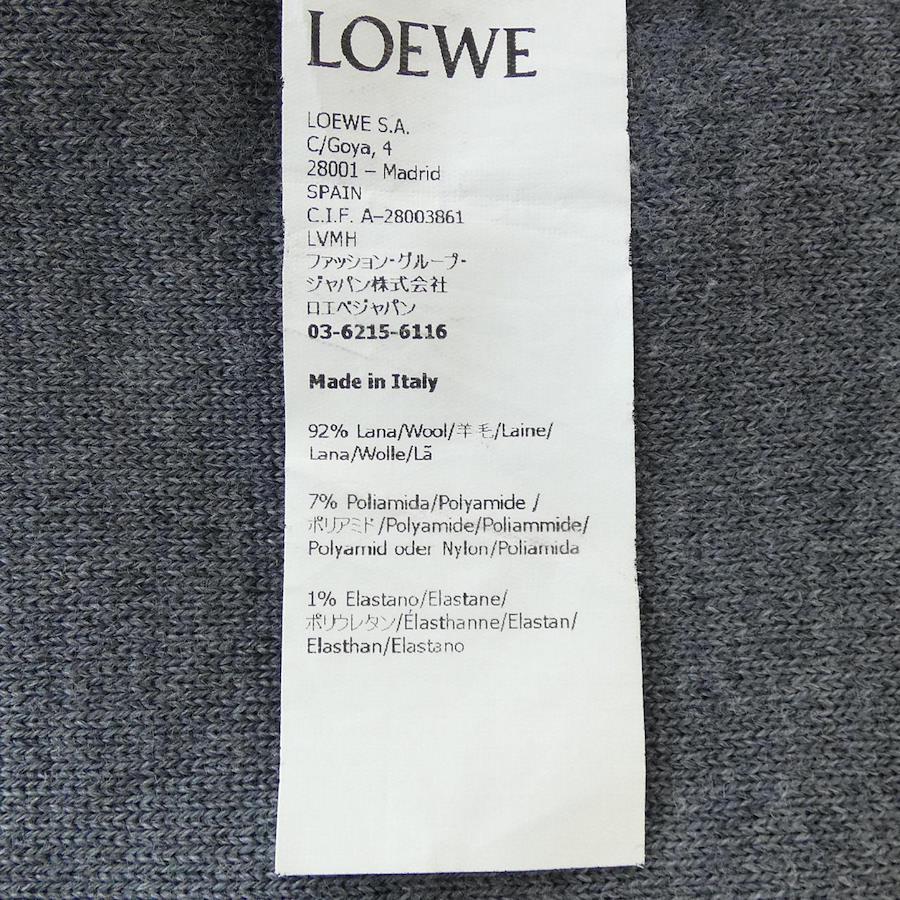 LOEWE
LOEWE S.A.
C/Goya, 4
28001 – Madrid
SPAIN
C.I.F. A–28003861
LVMH
ファッション・グループ・
ジャパン株式会社
ロエベジャパン
03-6215-6116
Made in Italy
92% Lana/Wool/羊毛/Laine/
Lana/Wolle/Lã
7% Poliamida/Polyamide /
ポリアミド/Polyamide/Poliammide/
Polyamid oder Nylon/Poliamida
1% Elastano/Elastane/
ポリウレタン/Élasthanne/Elastan/
Elasthan/Elastano